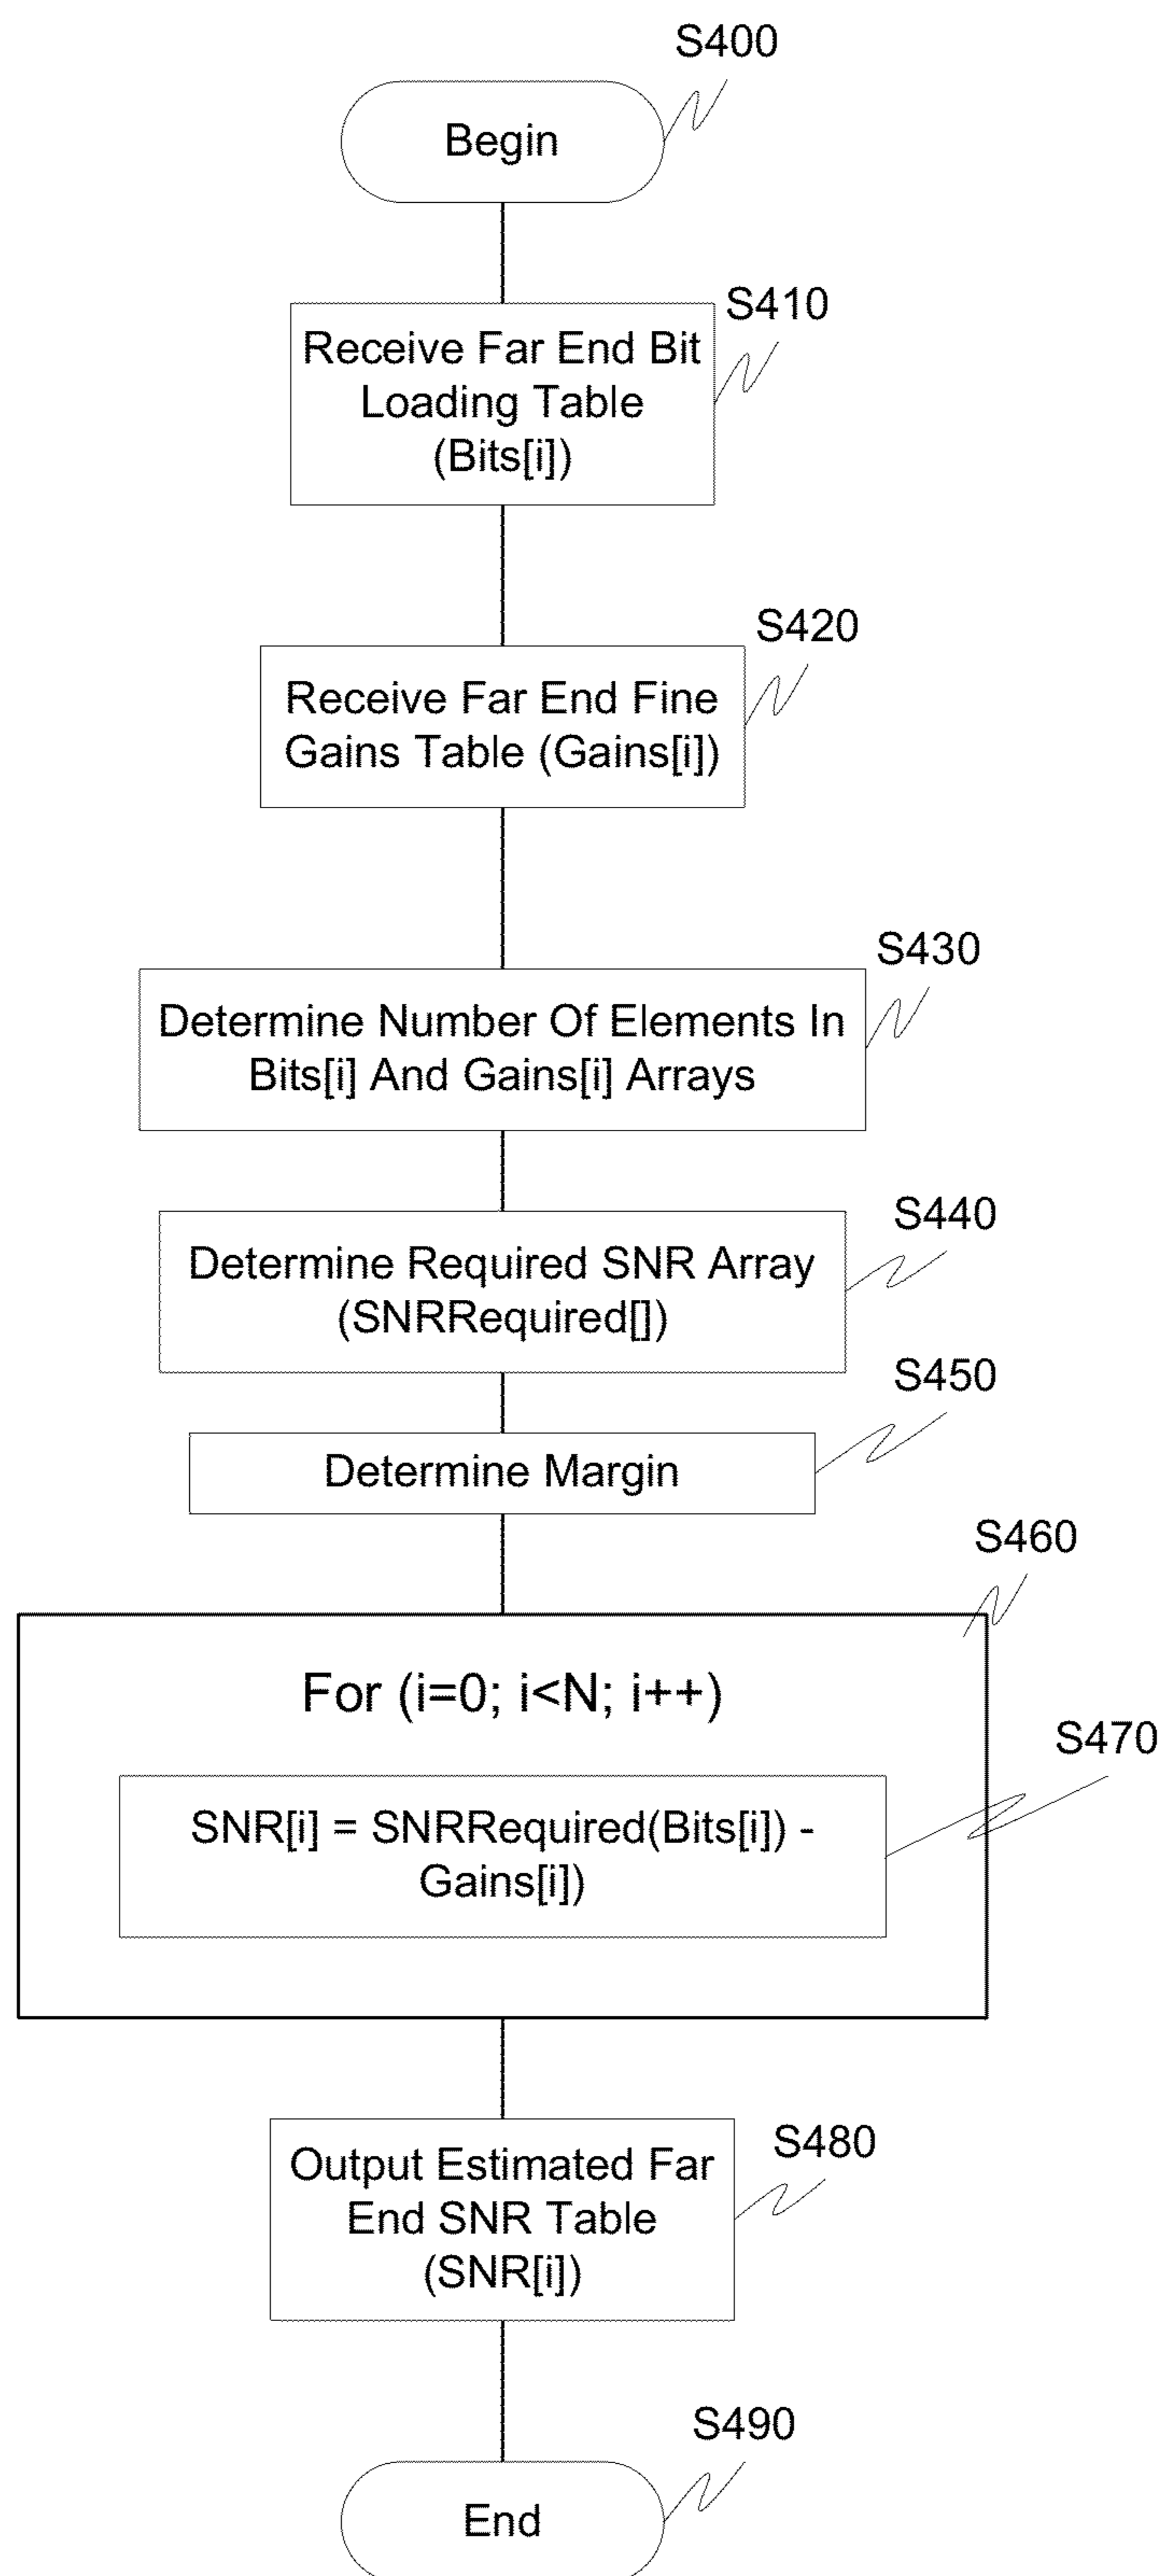 S400
Begin
S410
Receive Far End Bit
Loading Table
(Bits[i])
S420
Receive Far End Fine
Gains Table (Gains[i])
S430
Determine Number Of Elements In
Bits[i] And Gains[i] Arrays
S440
Determine Required SNR Array
(SNRRequired[])
S450
Determine Margin
S460
For (i=0; i<N; i++)
S470
SNR[i] = SNRRequired(Bits[i]) -
Gains[i])
S480
Output Estimated Far
End SNR Table
(SNR[i])
S490
End